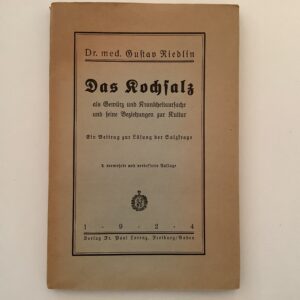 Dr. med. Gustav Riedlin
Das Kochsalz
als Gewürz und Krankheitsursache
und seine Beziehungen zur Kultur
Ein Beitrag zur Lösung der Salzfrage
vermehrte und verbesserte Auflage
1 · 9 · 2 · 4
Verlag Dr. Paul Lorenz, Freiburg/Baden